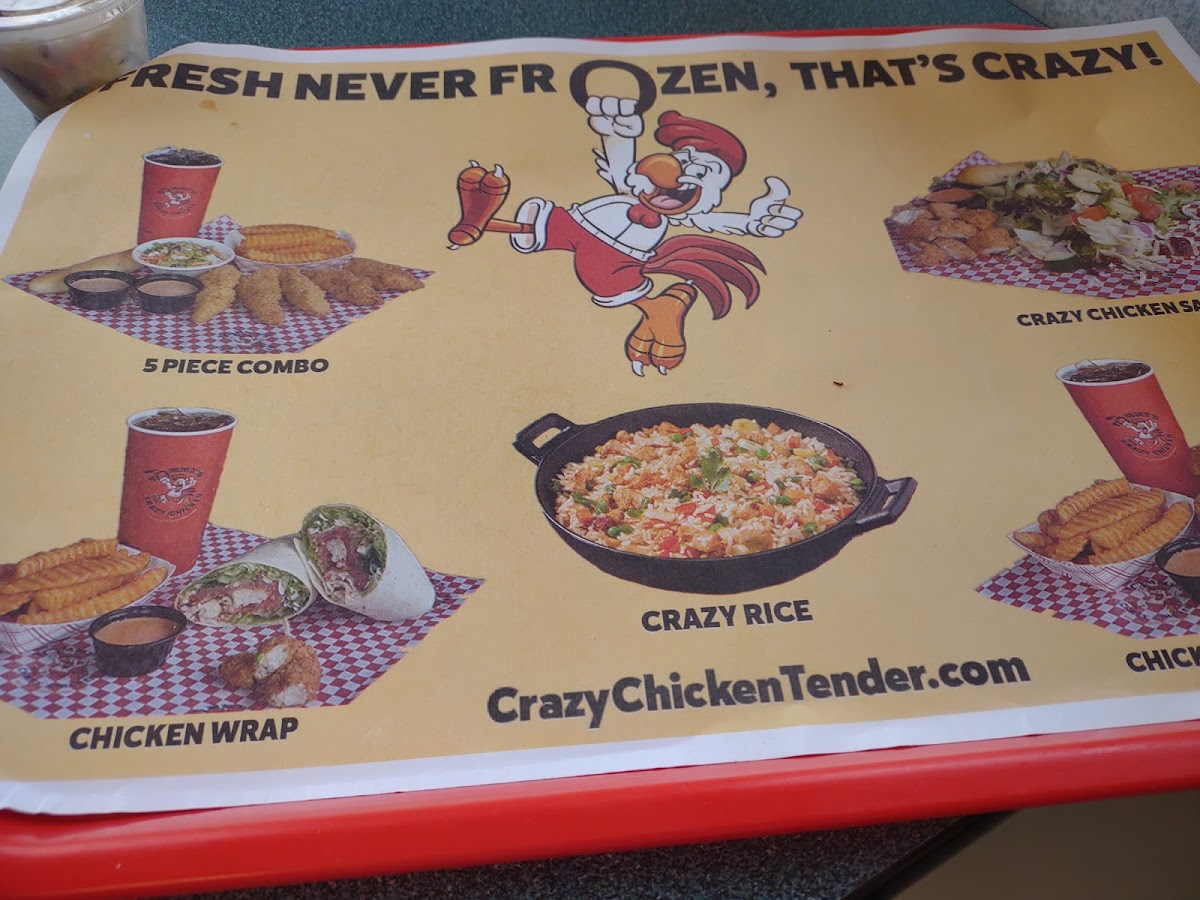 FRESH NEVER FROZEN, THAT'S CRAZY!
5 PIECE COMBO
CRAZY CHICKEN SA
CRAZY RICE
CHICKEN WRAP
CHICK
CrazyChickenTender.com